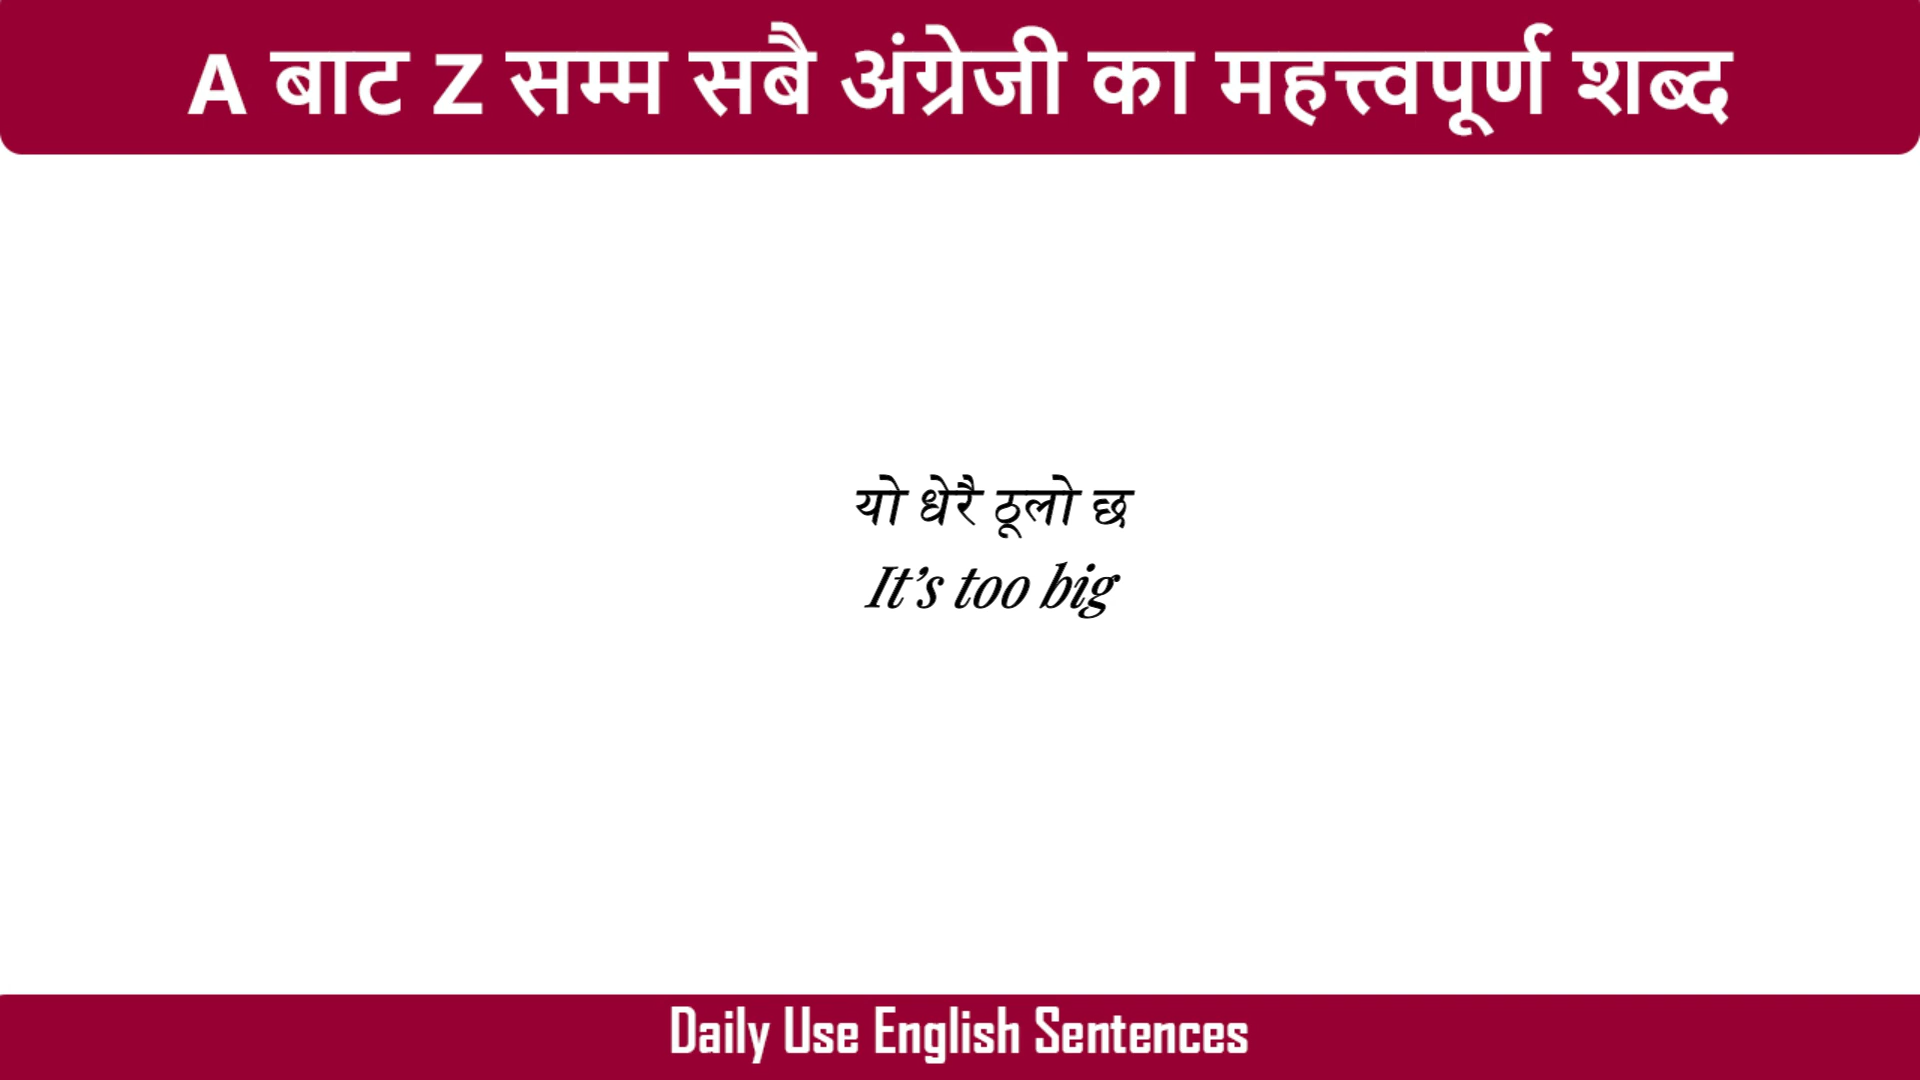 A बाट Z सम्म सबै अंग्रेजी का महत्त्वपूर्ण शब्द
यो धेरै ठूलो छ
It’s too big
Daily Use English Sentences